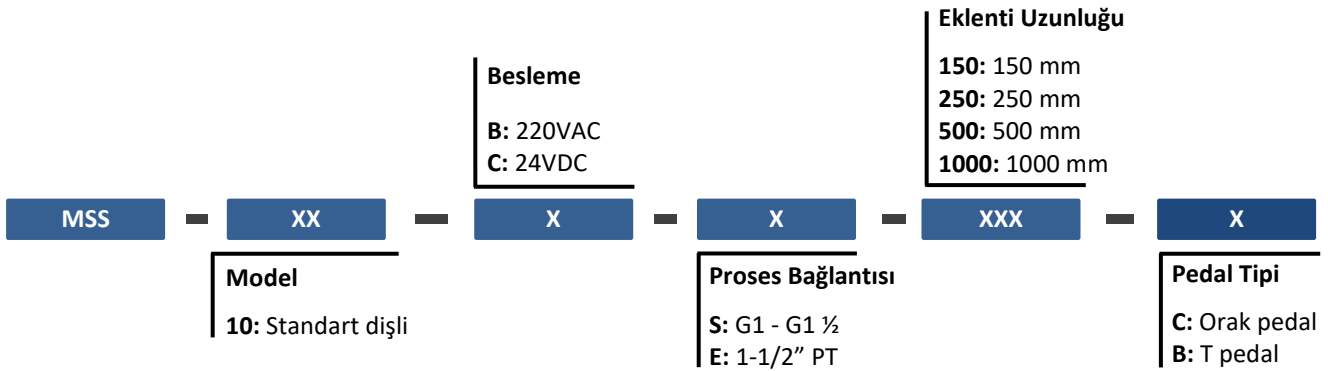 Eklenti Uzunluğu
150: 150 mm
250: 250 mm
500: 500 mm
1000: 1000 mm
Besleme
B: 220VAC
C: 24VDC
MSS - XX - X - X - XXX - X
Model
10: Standart dişli
Proses Bağlantısı
S: G1 - G1 ½
E: 1-1/2” PT
Pedal Tipi
C: Orak pedal
B: T pedal